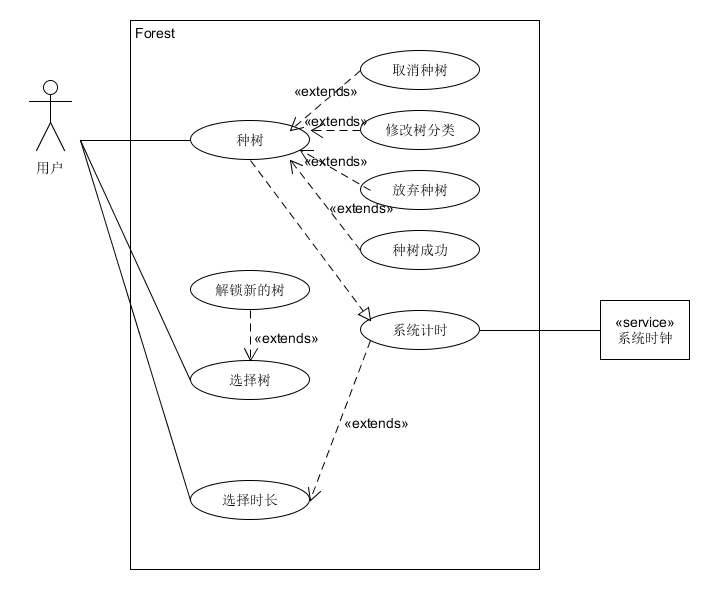 Forest
取消种树
«extends»
«extends»
修改树分类
种树
«extends»
用户
放弃种树
«extends»
种树成功
解锁新的树
«extends»
系统计时
«service»
系统时钟
选择树
«extends»
选择时长